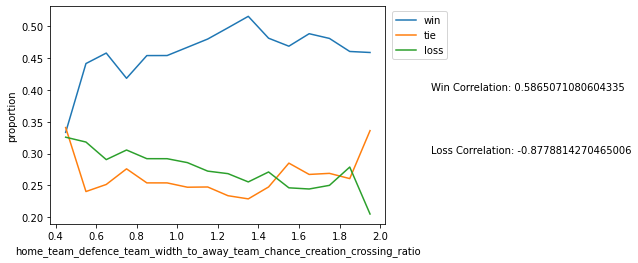 win
tie
loss
0.50
0.45
0.40
0.35
0.30
0.25
0.20
proportion
Win Correlation: 0.5865071080604335
Loss Correlation: -0.8778814270465006
0.4 0.6 0.8 1.0 1.2 1.4 1.6 1.8 2.0
home_team_defence_team_width_to_away_team_chance_creation_crossing_ratio